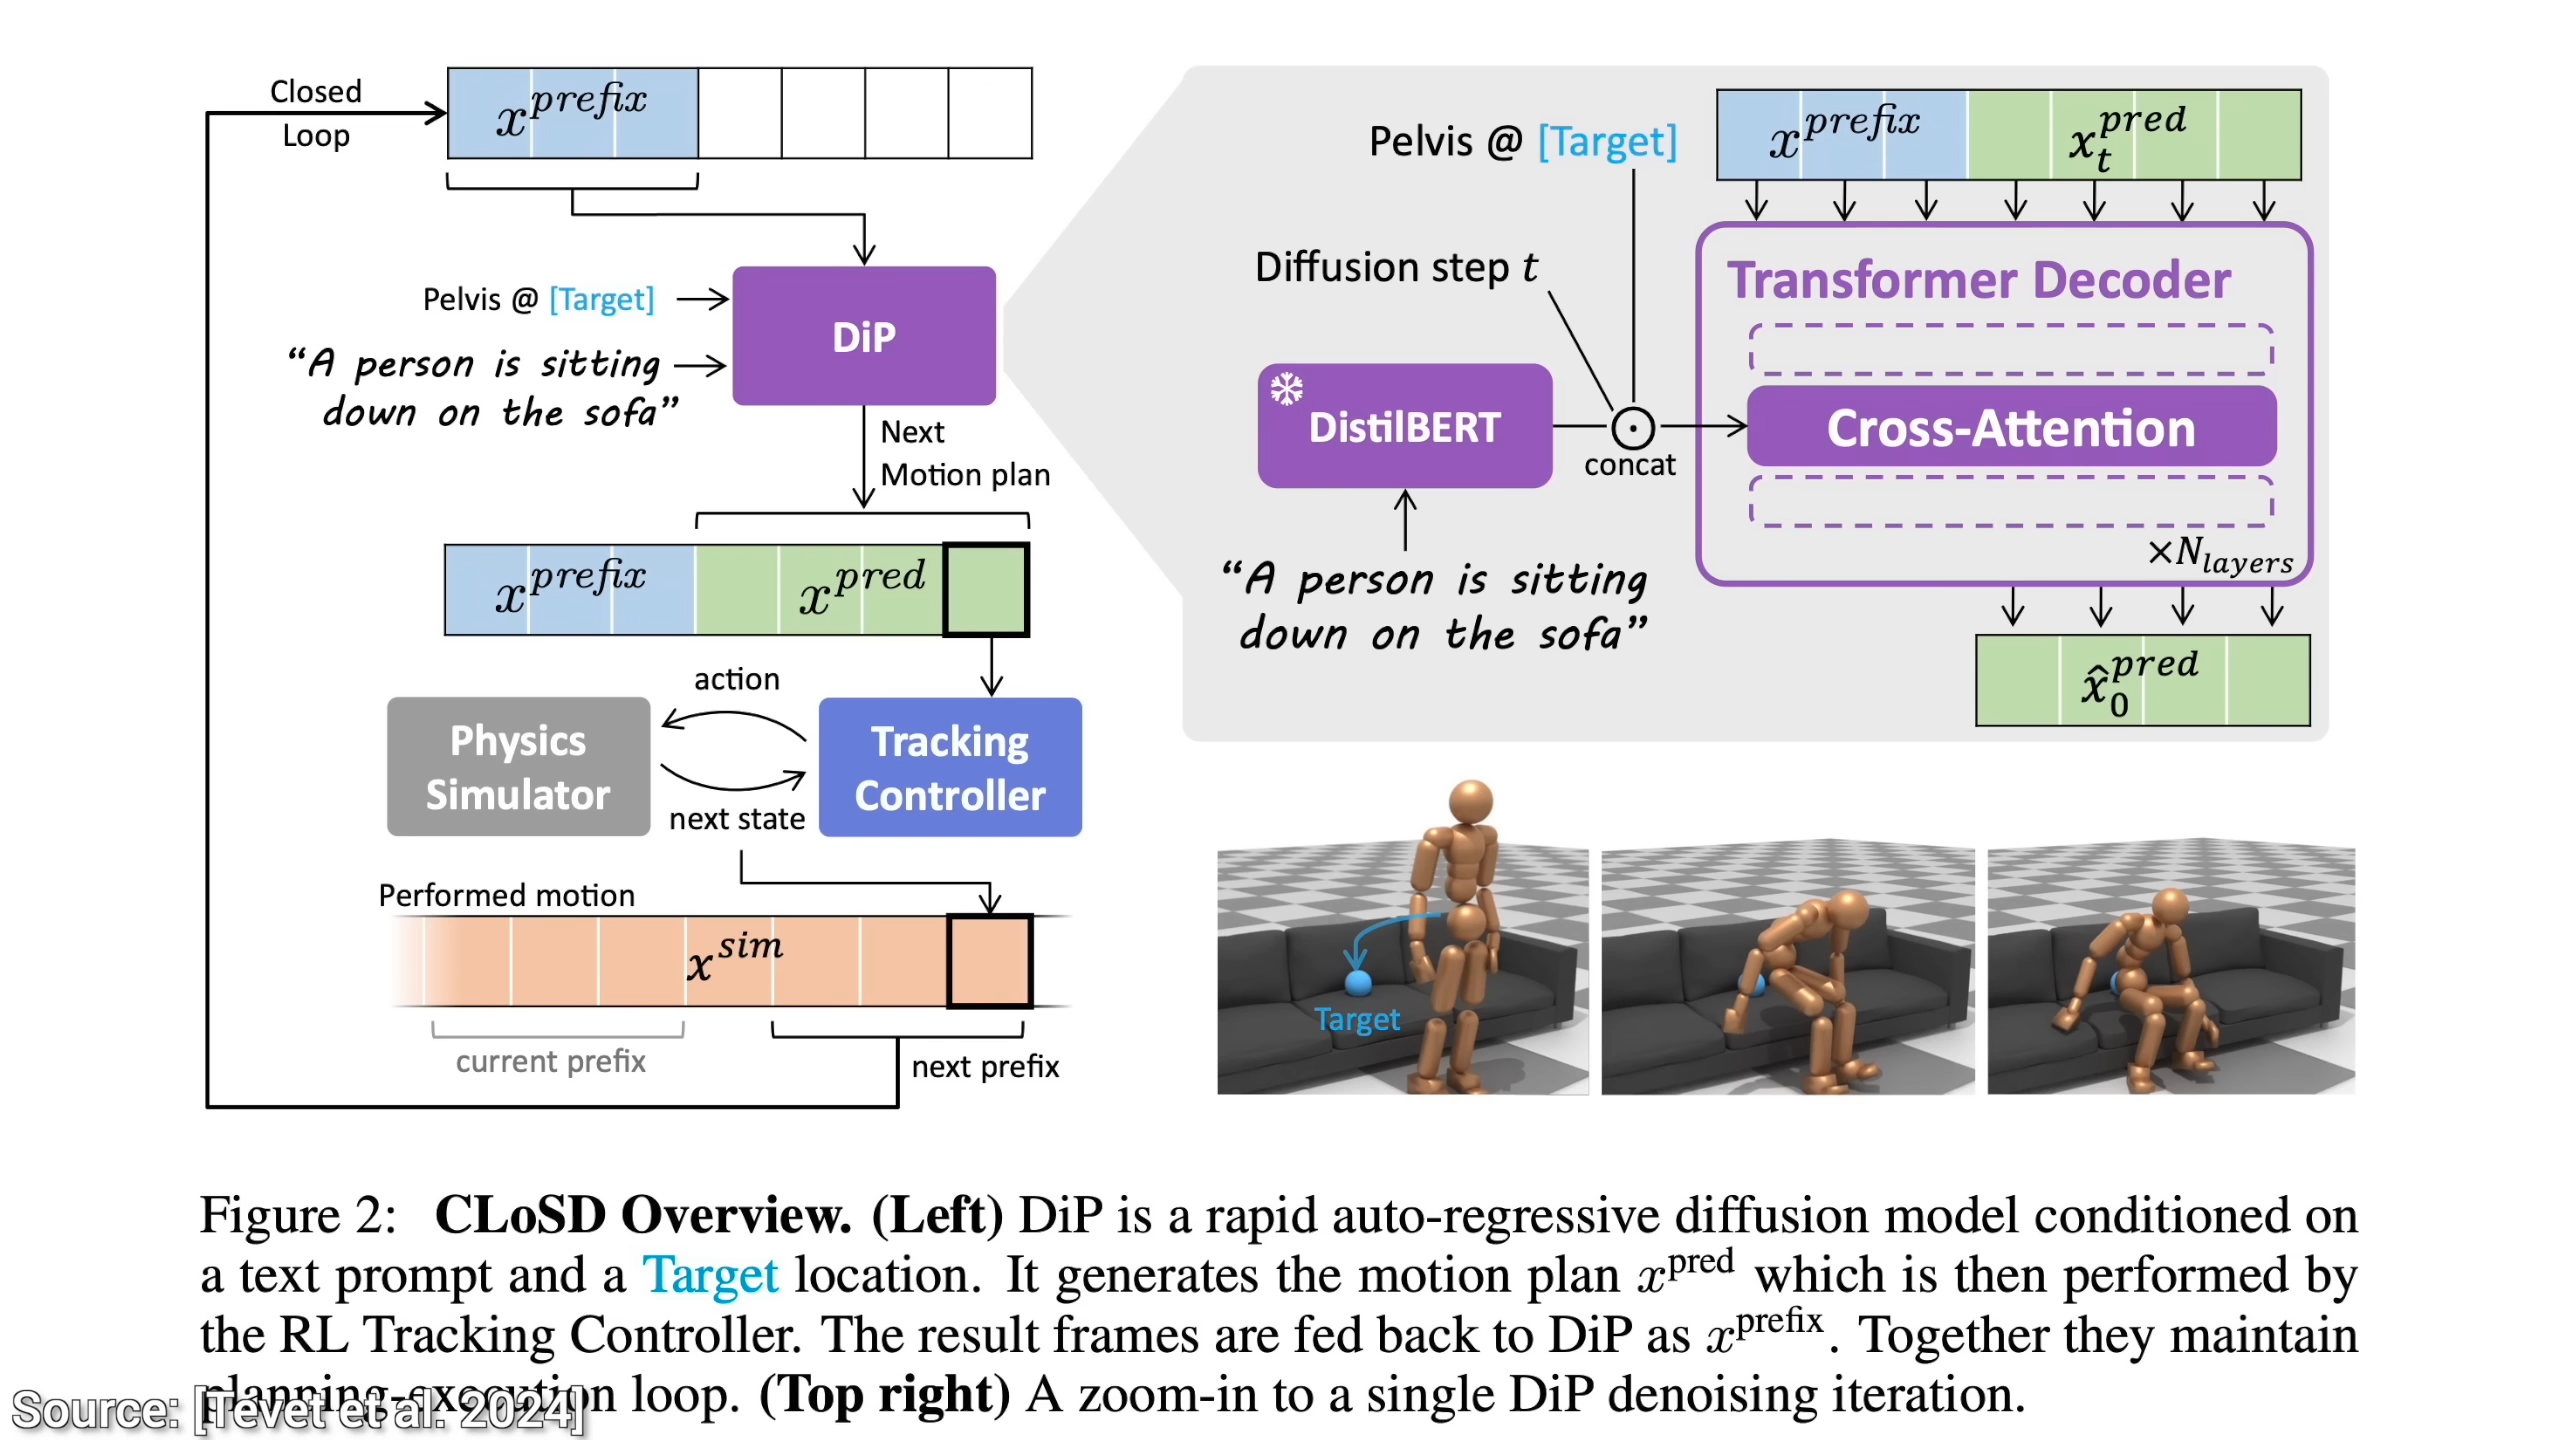 Closed
Loop
x^prefix
Pelvis @ [Target]
“A person is sitting
down on the sofa”
DiP
Next
Motion plan
x^prefix
x^pred
action
Physics
Simulator
Tracking
Controller
next state
Performed motion
x^sim
current prefix
next prefix
Pelvis @ [Target]
x^prefix
x_t^pred
Diffusion step t
Transformer Decoder
DistilBERT
concat
Cross-Attention
×N_layers
“A person is sitting
down on the sofa”
x̂_0^pred
Target
Figure 2: CLoSD Overview. (Left) DiP is a rapid auto-regressive diffusion model conditioned on
a text prompt and a Target location. It generates the motion plan x^pred which is then performed by
the RL Tracking Controller. The result frames are fed back to DiP as x^prefix. Together they maintain
planning-execution loop. (Top right) A zoom-in to a single DiP denoising iteration.
Source: [Tevet et al. 2024]